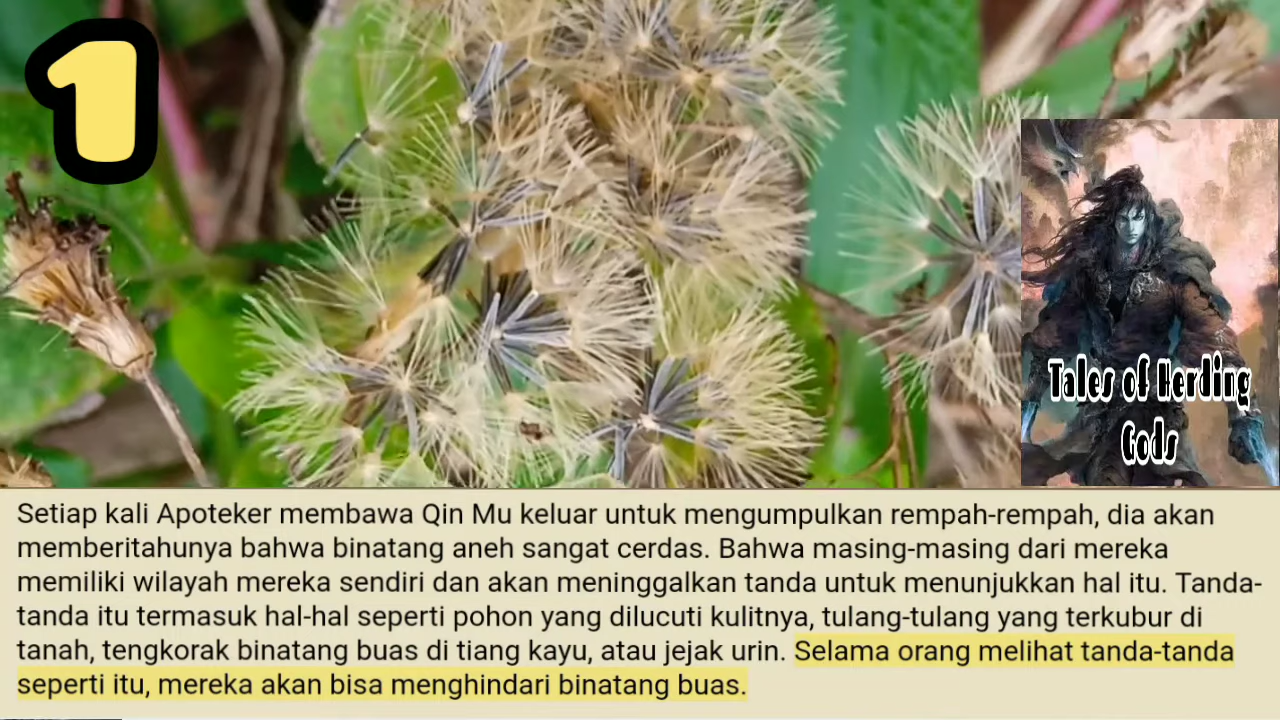 1
Tales of Herding
Gods
Setiap kali Apoteker membawa Qin Mu keluar untuk mengumpulkan rempah-rempah, dia akan
memberitahunya bahwa binatang aneh sangat cerdas. Bahwa masing-masing dari mereka
memiliki wilayah mereka sendiri dan akan meninggalkan tanda untuk menunjukkan hal itu. Tanda-
tanda itu termasuk hal-hal seperti pohon yang dilucuti kulitnya, tulang-tulang yang terkubur di
tanah, tengkorak binatang buas di tiang kayu, atau jejak urin. Selama orang melihat tanda-tanda
seperti itu, mereka akan bisa menghindari binatang buas.